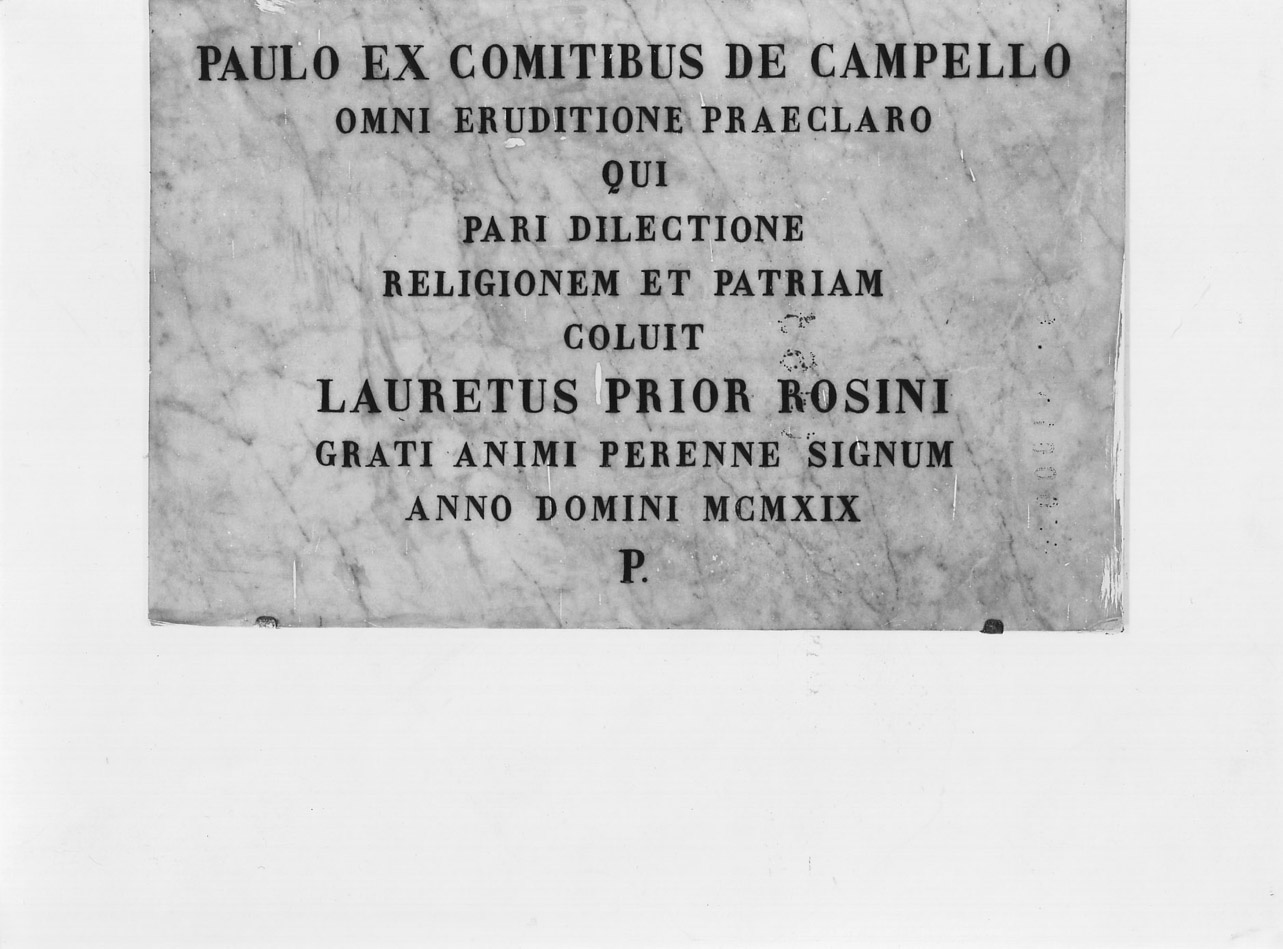 PAULO EX COMITIBUS DE CAMPELLO
OMNI ERUDITIONE PRAECLARO
QUI
PARI DILECTIONE
RELIGIONEM ET PATRIAM
COLUIT
LAURETUS PRIOR ROSINI
GRATI ANIMI PERENNE SIGNUM
ANNO DOMINI MCMXIX
P.